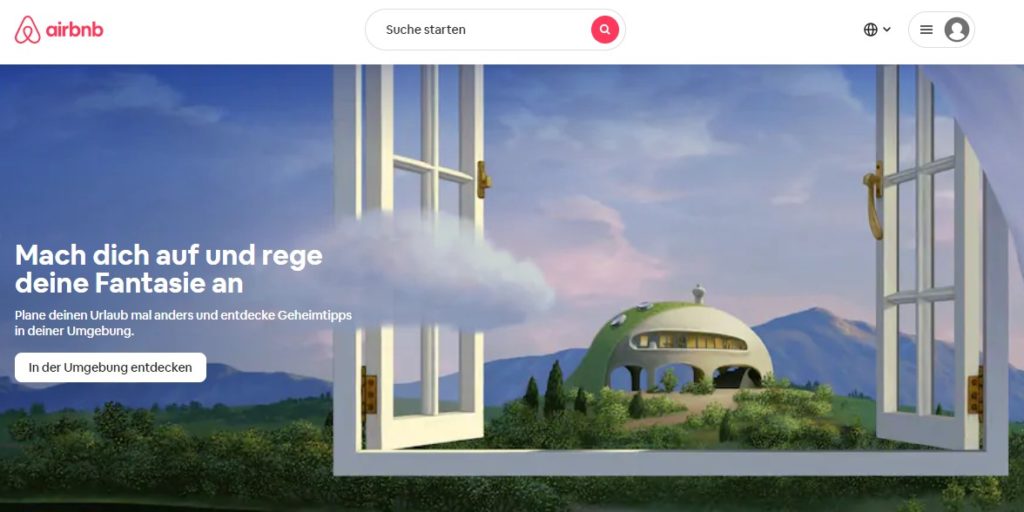 airbnb
Suche starten
Mach dich auf und rege
deine Fantasie an
Plane deinen Urlaub mal anders und entdecke Geheimtipps
in deiner Umgebung.
In der Umgebung entdecken